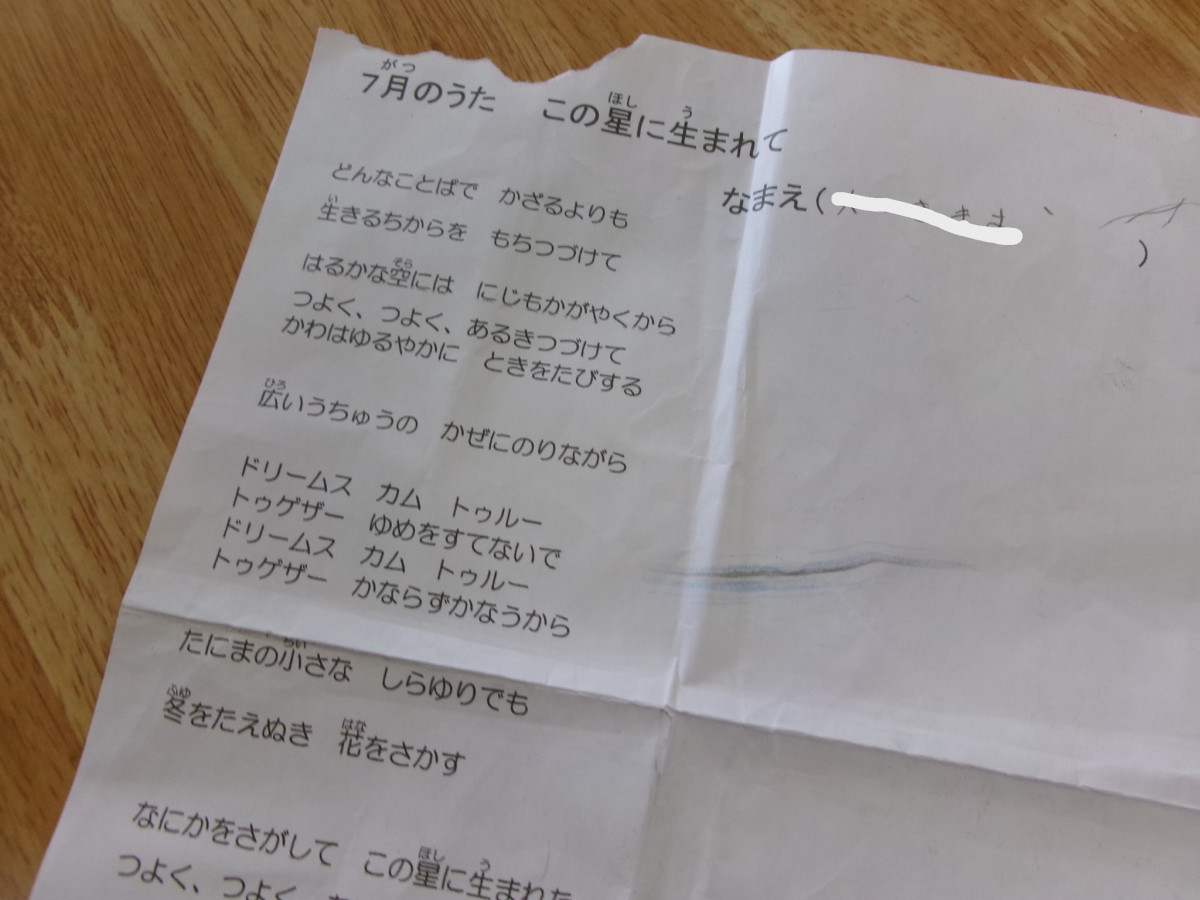 7月のうた　この星に生まれて
なまえ( )
どんなことばで　かざるよりも
生きるちからを　もちつづけて
はるかな空には　にじもかがやくから
つよく、つよく、あるきつづけて
かわはゆるやかに　ときをたびする
広いうちゅうの　かぜにのりながら
ドリームス　カム　トゥルー
トゥゲザー　ゆめをすてないで
ドリームス　カム　トゥルー
トゥゲザー　かならずかなうから
たにまの小さな　しらゆりでも
冬をたえぬき　花をさかす
なにかをさがして　この星に生まれた
つよく、つよく